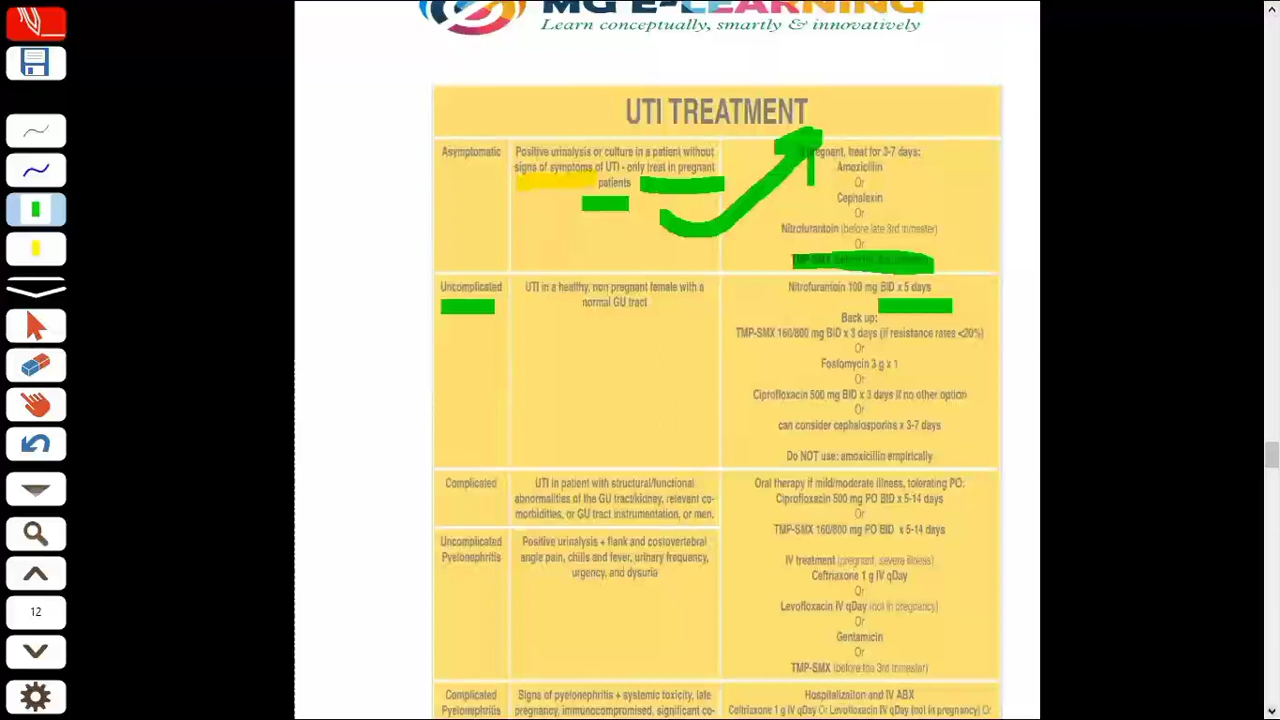 MG E-LEARNING
Learn conceptually, smartly & innovatively
UTI TREATMENT
Asymptomatic
Positive urinalysis or culture in a patient without
signs of symptoms of UTI - only treat in pregnant
patients
pregnant, treat for 3-7 days:
Amoxicillin
Or
Cephalexin
Or
Nitrofurantoin (before late 3rd trimester)
Or
TMP-SMX
Uncomplicated
UTI in a healthy, non pregnant female with a
normal GU tract
Nitrofurantoin 100 mg BID x 5 days
Back up:
TMP-SMX 160/800 mg BID x 3 days (if resistance rates <20%)
Or
Fosfomycin 3 g x 1
Or
Ciprofloxacin 500 mg BID x 3 days if no other option
Or
can consider cephalosporins x 3-7 days
Do NOT use: amoxicillin empirically
Complicated
UTI in patient with structural/functional
abnormalities of the GU tract/kidney, relevant co-
morbidities, or GU tract instrumentation, or men.
Oral therapy if mild/moderate illness, tolerating PO:
Ciprofloxacin 500 mg PO BID x 5-14 days
Or
TMP-SMX 160/800 mg PO BID x 5-14 days
IV treatment (pregnant, severe illness)
Ceftriaxone 1 g IV qDay
Or
Levofloxacin IV qDay (not in pregnancy)
Or
Gentamicin
Or
TMP-SMX (before too 3rd trimester)
Uncomplicated
Pyelonephritis
Positive urinalysis + flank and costovertebral
angle pain, chills and fever, urinary frequency,
urgency, and dysuria
Complicated
Pyelonephritis
Signs of pyelonephritis + systemic toxicity, late
pregnancy, immunocompromised, significant co-
Hospitalization and IV ABX
Ceftriaxone 1 g IV qDay Or Levofloxacin IV qDay (not in pregnancy) Or
12